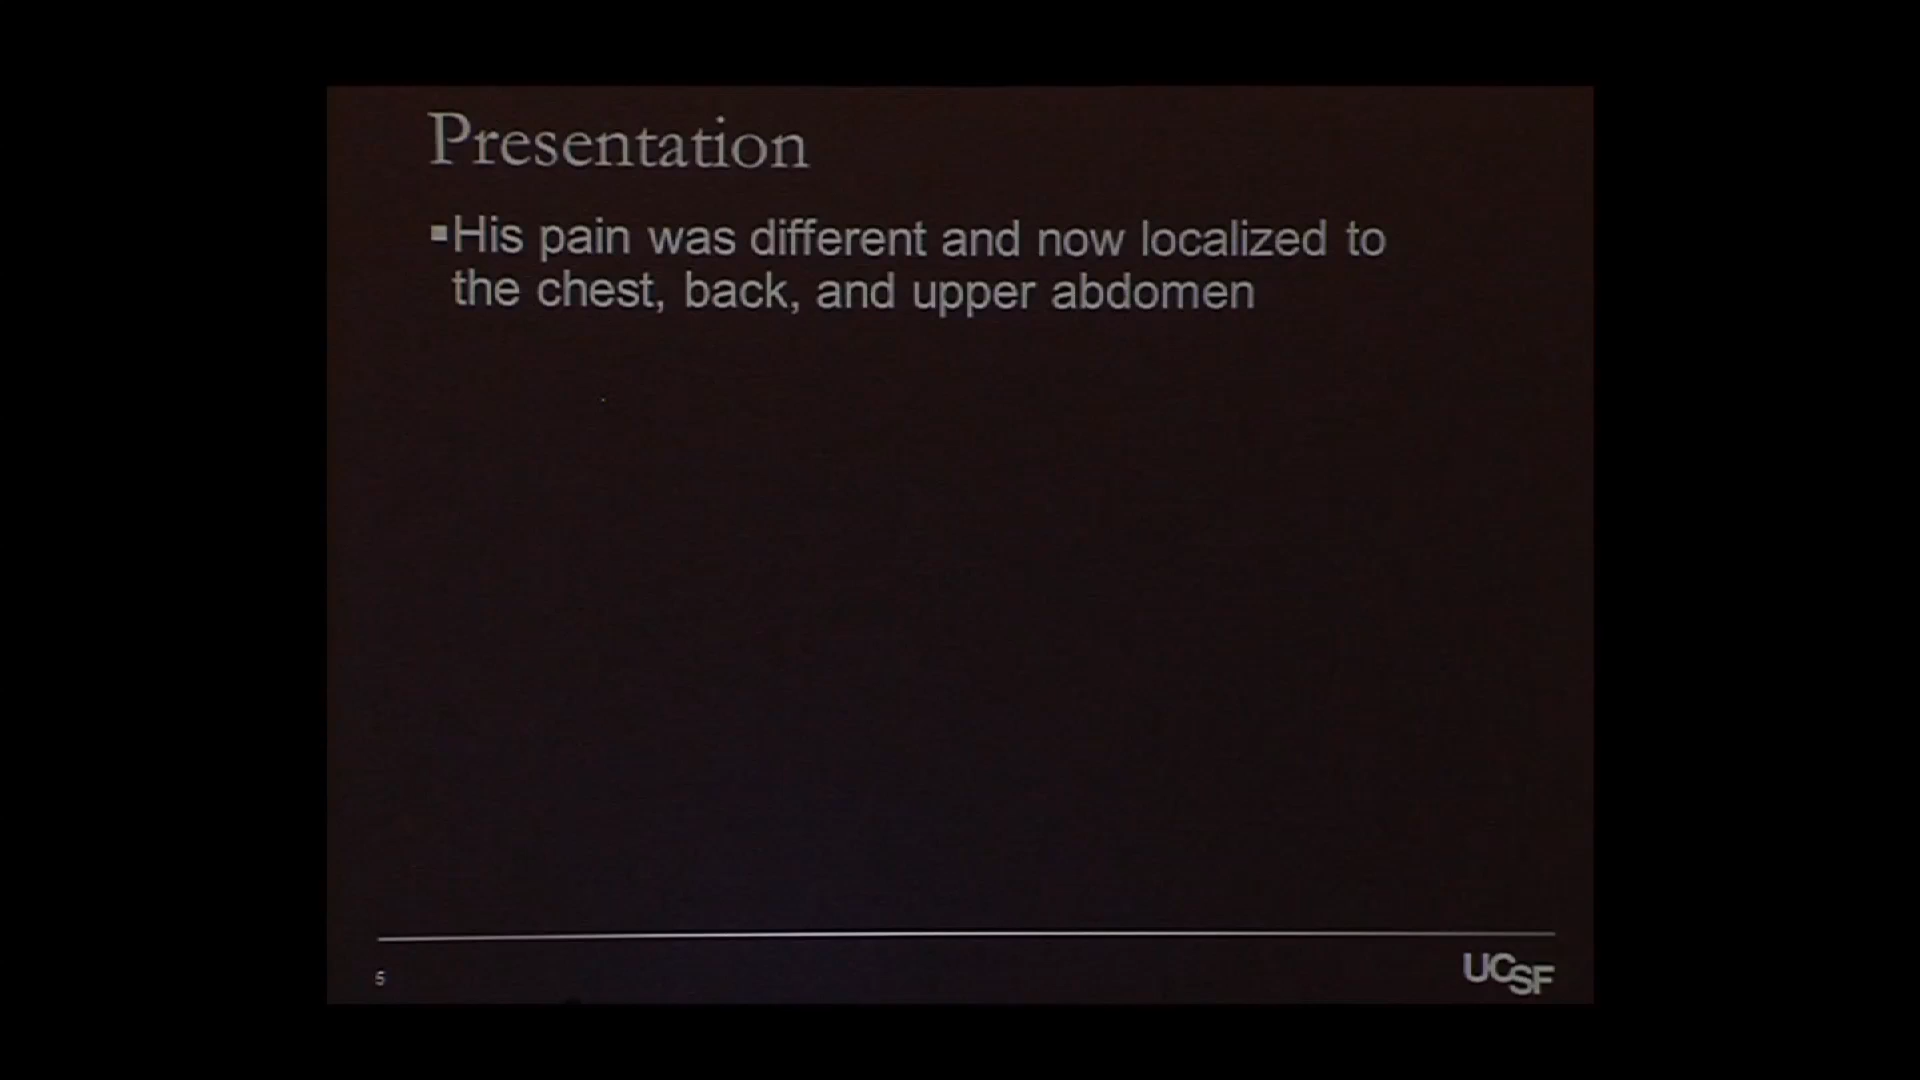 Presentation
▪His pain was different and now localized to
the chest, back, and upper abdomen
5
UCSF